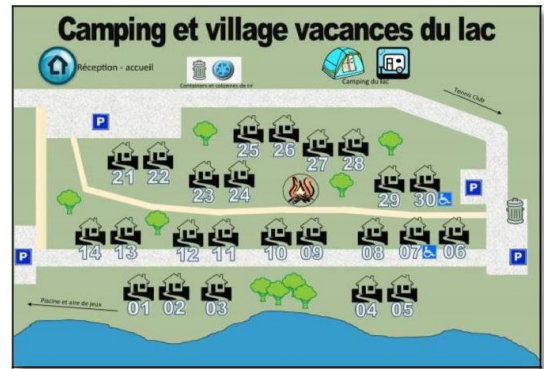 Camping et village vacances du lac
Réception - accueil
Containers et colonnes de tri
Camping du lac
Tennis Club
P
25 26 27 28
21 22 23 24 29 30
P
14 13 12 11 10 09 08 07 06
P
P
01 02 03 04 05
Piscine et aire de jeux